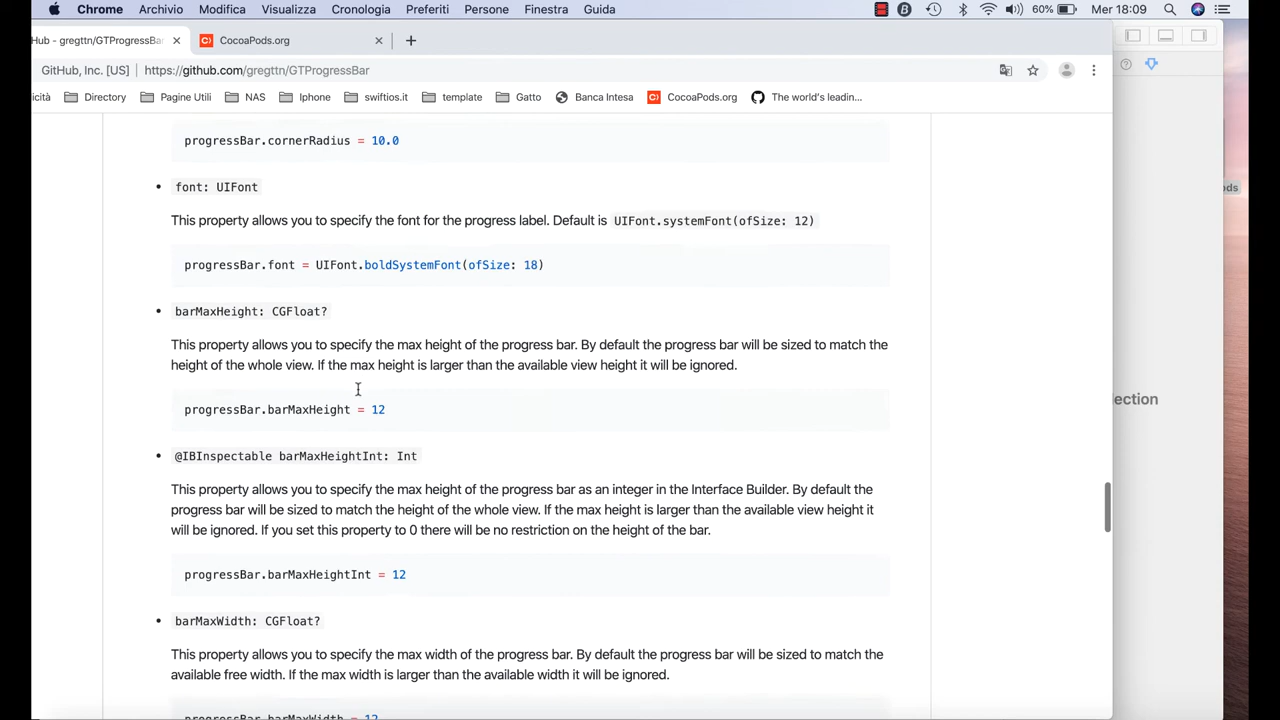 Chrome Archivio Modifica Visualizza Cronologia Preferiti Persone Finestra Guida 60% Mer 18:09
Hub - gregttn/GTProgressBar CocoaPods.org
GitHub, Inc. [US] https://github.com/gregttn/GTProgressBar
icità Directory Pagine Utili NAS Iphone swiftios.it template Gatto Banca Intesa CocoaPods.org The world's leadin...
progressBar.cornerRadius = 10.0
ods
• font: UIFont
This property allows you to specify the font for the progress label. Default is UIFont.systemFont(ofSize: 12)
progressBar.font = UIFont.boldSystemFont(ofSize: 18)
• barMaxHeight: CGFloat?
This property allows you to specify the max height of the progress bar. By default the progress bar will be sized to match the
height of the whole view. If the max height is larger than the available view height it will be ignored.
ection
progressBar.barMaxHeight = 12
• @IBInspectable barMaxHeightInt: Int
This property allows you to specify the max height of the progress bar as an integer in the Interface Builder. By default the
progress bar will be sized to match the height of the whole view. If the max height is larger than the available view height it
will be ignored. If you set this property to 0 there will be no restriction on the height of the bar.
progressBar.barMaxHeightInt = 12
• barMaxWidth: CGFloat?
This property allows you to specify the max width of the progress bar. By default the progress bar will be sized to match the
available free width. If the max width is larger than the available width it will be ignored.
progressBar.barMaxWidth = 12